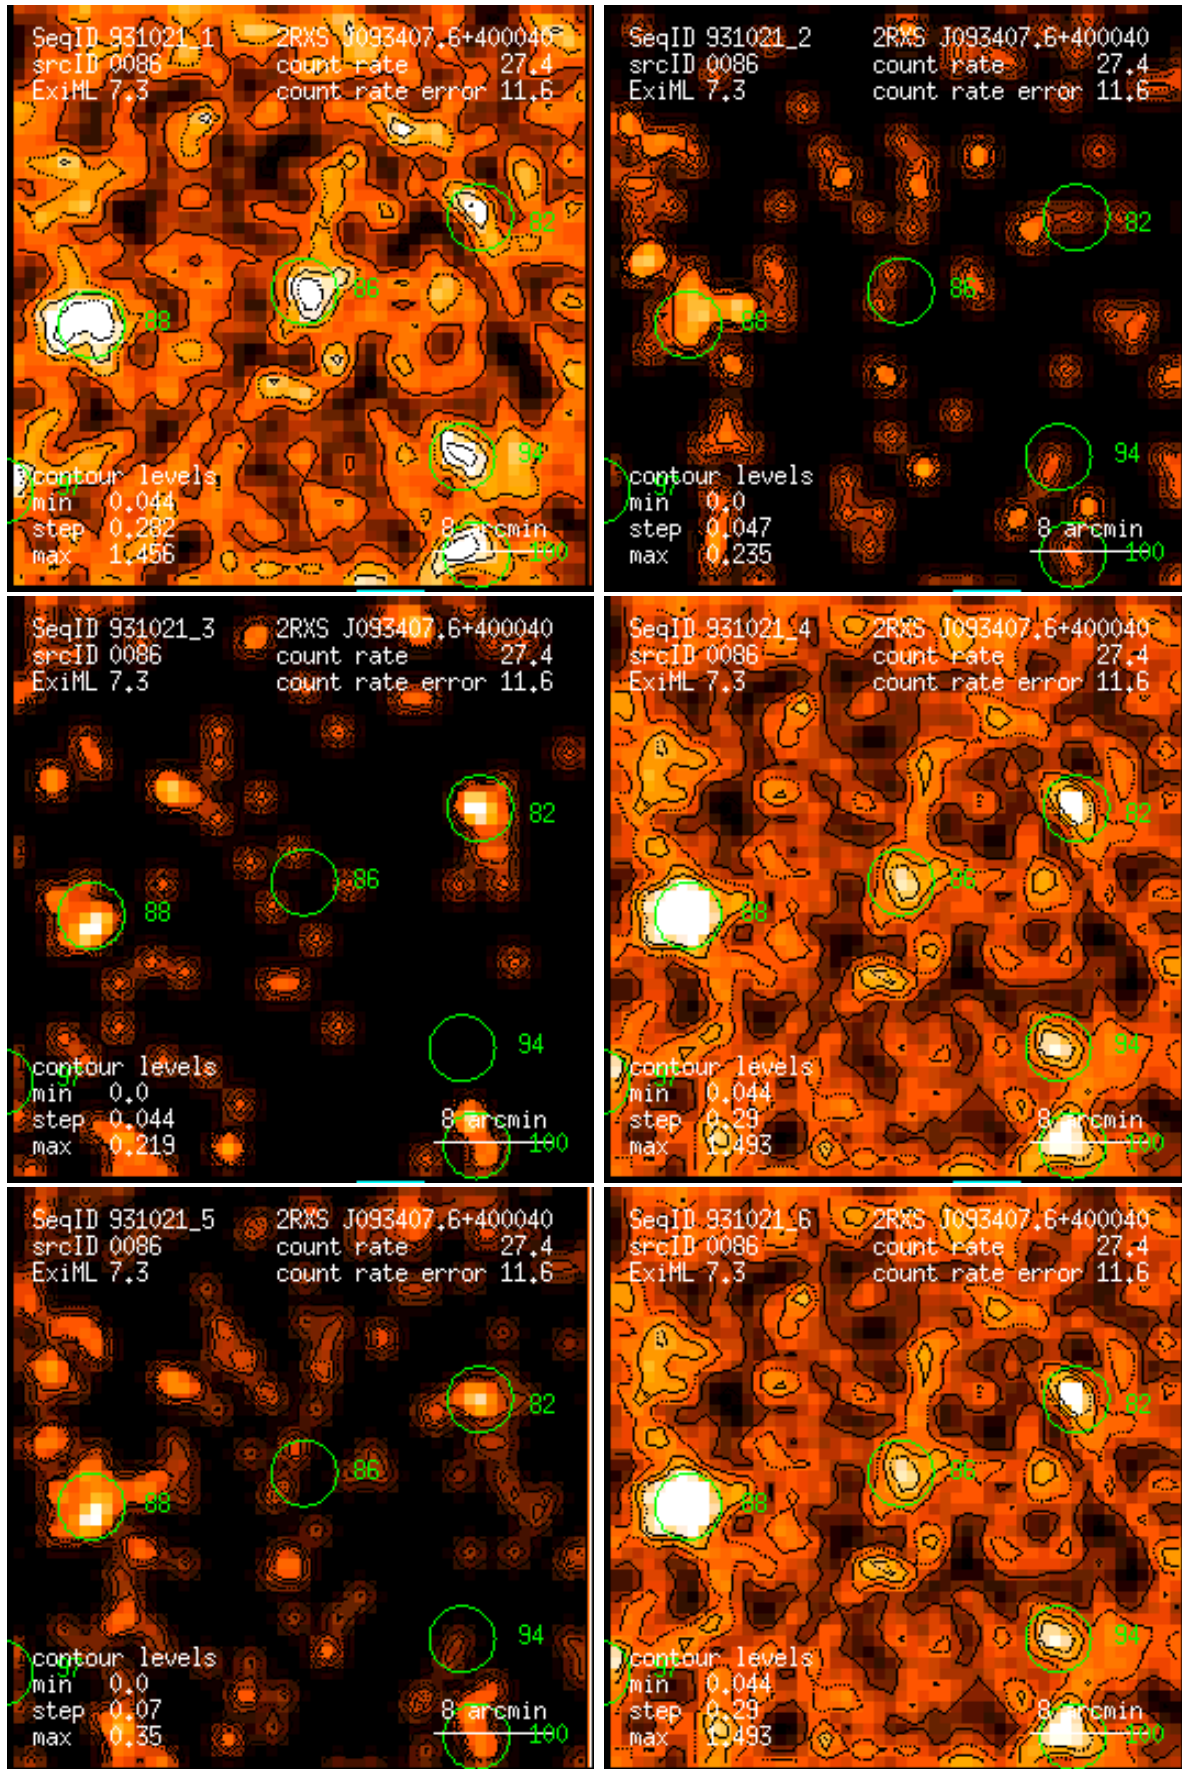 SeqID 931021_1 2RXS J093407.6+400040
srcID 0086 count rate 27.4
ExiML 7.3 count rate error 11.6
82
86
88
94
97
contour levels
min 0.044
step 0.282
max 1.456
8 arcmin
100
SeqID 931021_2 2RXS J093407.6+400040
srcID 0086 count rate 27.4
ExiML 7.3 count rate error 11.6
82
86
88
94
97
contour levels
min 0.0
step 0.047
max 0.235
8 arcmin
100
SeqID 931021_3 2RXS J093407.6+400040
srcID 0086 count rate 27.4
ExiML 7.3 count rate error 11.6
82
86
88
94
97
contour levels
min 0.0
step 0.044
max 0.219
8 arcmin
100
SeqID 931021_4 2RXS J093407.6+400040
srcID 0086 count rate 27.4
ExiML 7.3 count rate error 11.6
82
86
88
94
97
contour levels
min 0.044
step 0.29
max 1.493
8 arcmin
100
SeqID 931021_5 2RXS J093407.6+400040
srcID 0086 count rate 27.4
ExiML 7.3 count rate error 11.6
82
86
88
94
97
contour levels
min 0.0
step 0.07
max 0.35
8 arcmin
100
SeqID 931021_6 2RXS J093407.6+400040
srcID 0086 count rate 27.4
ExiML 7.3 count rate error 11.6
82
86
88
94
97
contour levels
min 0.044
step 0.29
max 1.493
8 arcmin
100